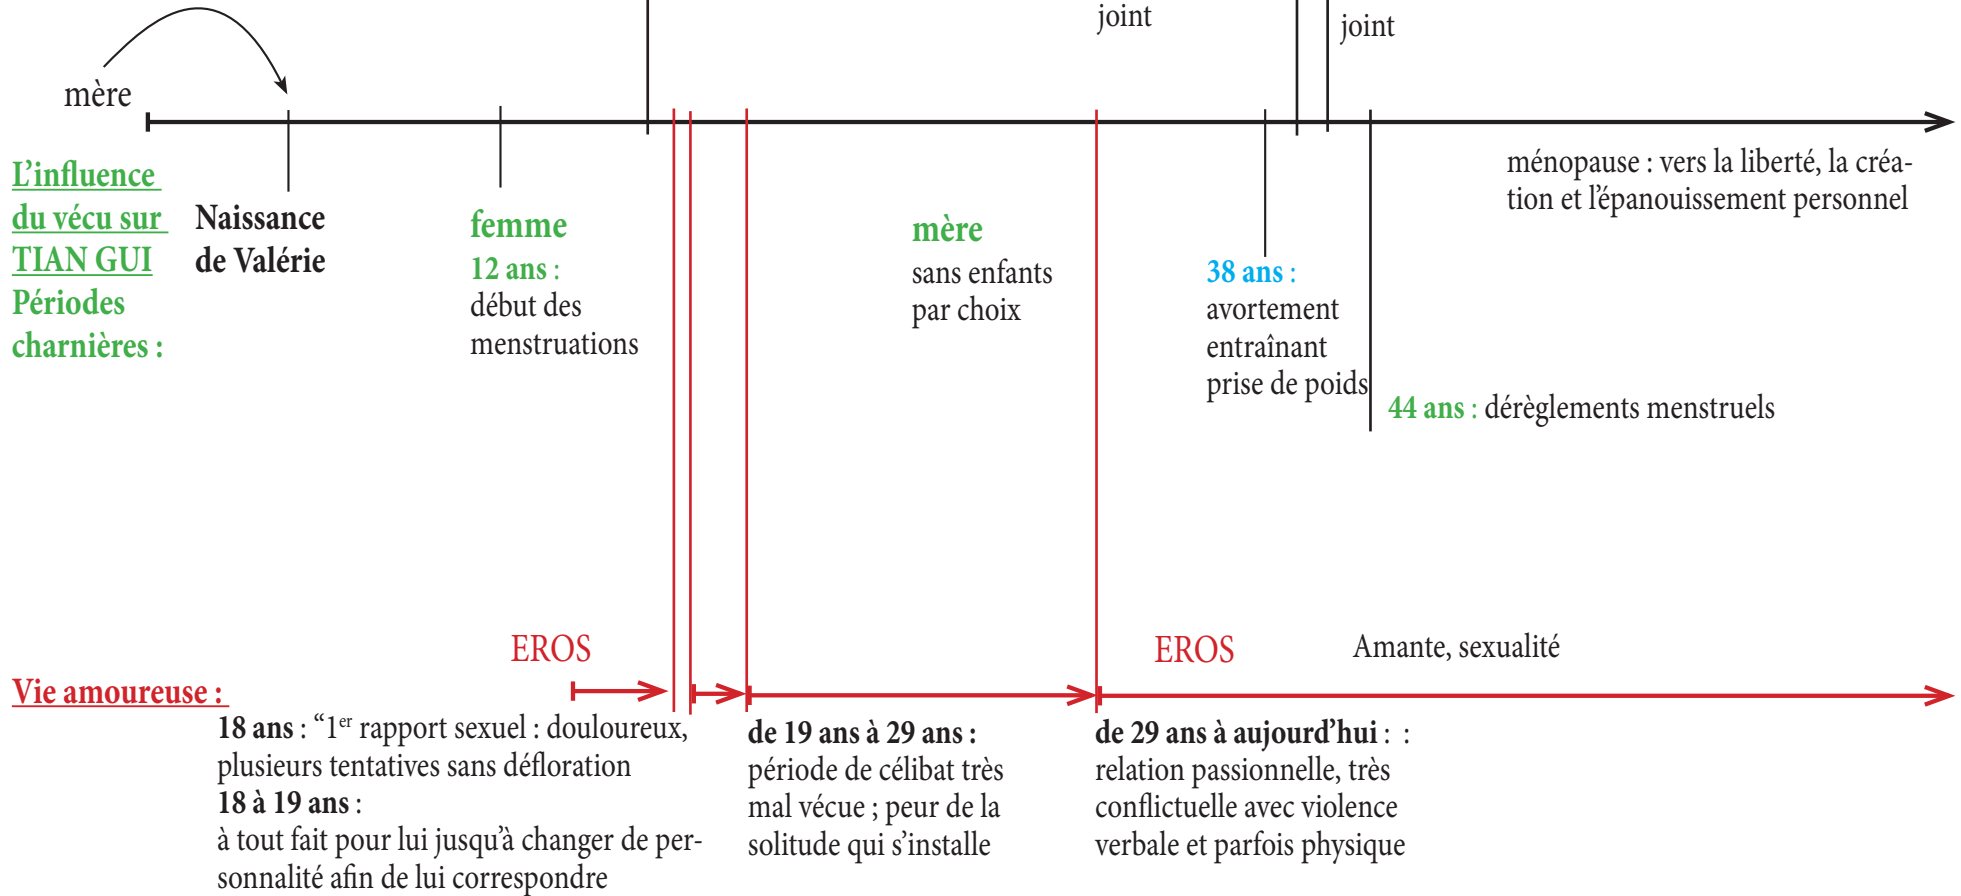 joint
joint
mère
L’influence
du vécu sur
TIAN GUI
Périodes
charnières :
Naissance
de Valérie
femme
12 ans :
début des
menstruations
mère
sans enfants
par choix
38 ans :
avortement
entraînant
prise de poids
44 ans : dérèglements menstruels
ménopause : vers la liberté, la créa-
tion et l’épanouissement personnel
EROS
EROS
Amante, sexualité
Vie amoureuse :
18 ans : “1er rapport sexuel : douloureux,
plusieurs tentatives sans défloration
18 à 19 ans :
à tout fait pour lui jusqu’à changer de per-
sonnalité afin de lui correspondre
de 19 ans à 29 ans :
période de célibat très
mal vécue ; peur de la
solitude qui s’installe
de 29 ans à aujourd’hui : :
relation passionnelle, très
conflictuelle avec violence
verbale et parfois physique